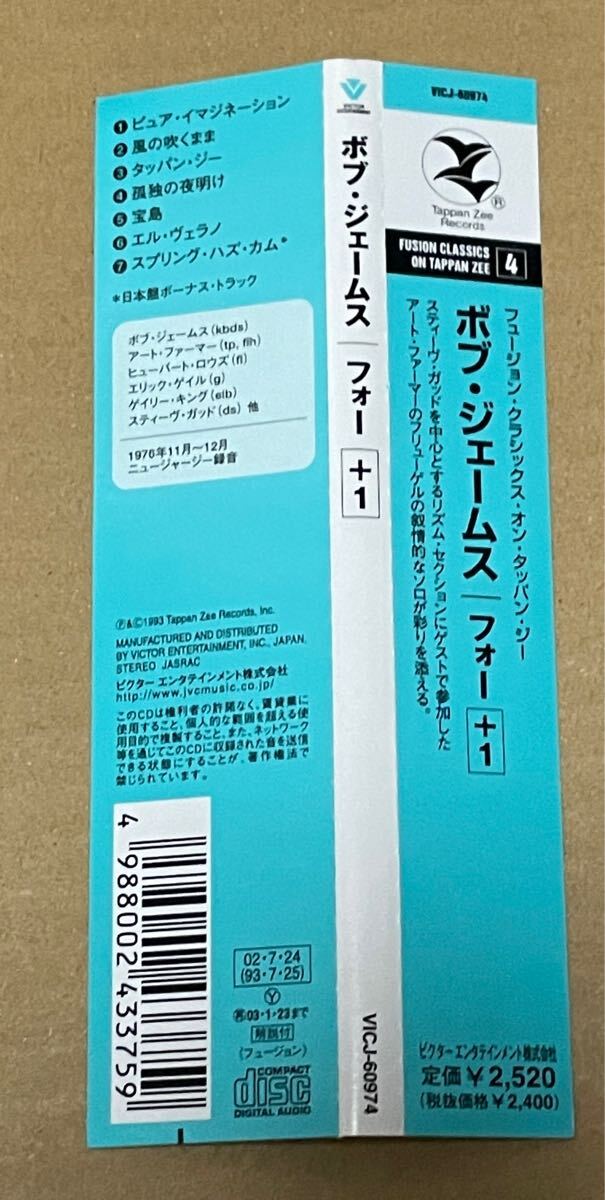 ❶ピュア・イマジネーション
❷風の吹くまま
❸タッパン・ジー
❹孤独の夜明け
❺宝島
❻エル・ヴェラノ
❼スプリング・ハズ・カム*
*日本盤ボーナス・トラック
ボブ・ジェームス(kbds)
アート・ファーマー(tp, flh)
ヒューバート・ロウズ(fl)
エリック・ゲイル(g)
ゲイリー・キング(elb)
スティーヴ・ガッド(ds) 他
1976年11月〜12月
ニュージャージー録音
℗&©1993 Tappan Zee Records, Inc.
MANUFACTURED AND DISTRIBUTED
BY VICTOR ENTERTAINMENT, INC., JAPAN.
STEREO JASRAC
ビクター エンタテインメント株式会社
http://www.jvcmusic.co.jp/
このCDは権利者の許諾なく、賃貸業に
使用すること、個人的な範囲を超える使
用目的で複製すること、また、ネットワーク
等を通じてこのCDに収録された音を送信
できる状態にすることが、著作権法で
禁じられています。
4 988002 433759
02・7・24
(93・7・25)
Ⓨ
㋰:03・1・23まで
解説付
(フュージョン)
COMPACT
disc
DIGITAL AUDIO
VICTOR
ボブ・ジェームス フォー +1
VICJ-60974
VICJ-60974
Tappan Zee
Records
®
FUSION CLASSICS
ON TAPPAN ZEE
4
フュージョン・クラシックス・オン・タッパン・ジー
ボブ・ジェームス フォー +1
スティーヴ・ガッドを中心とするリズム・セクションにゲストで参加した
アート・ファーマーのフリューゲルの叙情的なソロが彩りを添える。
ビクター エンタテインメント株式会社
定価￥2,520
(税抜価格￥2,400)